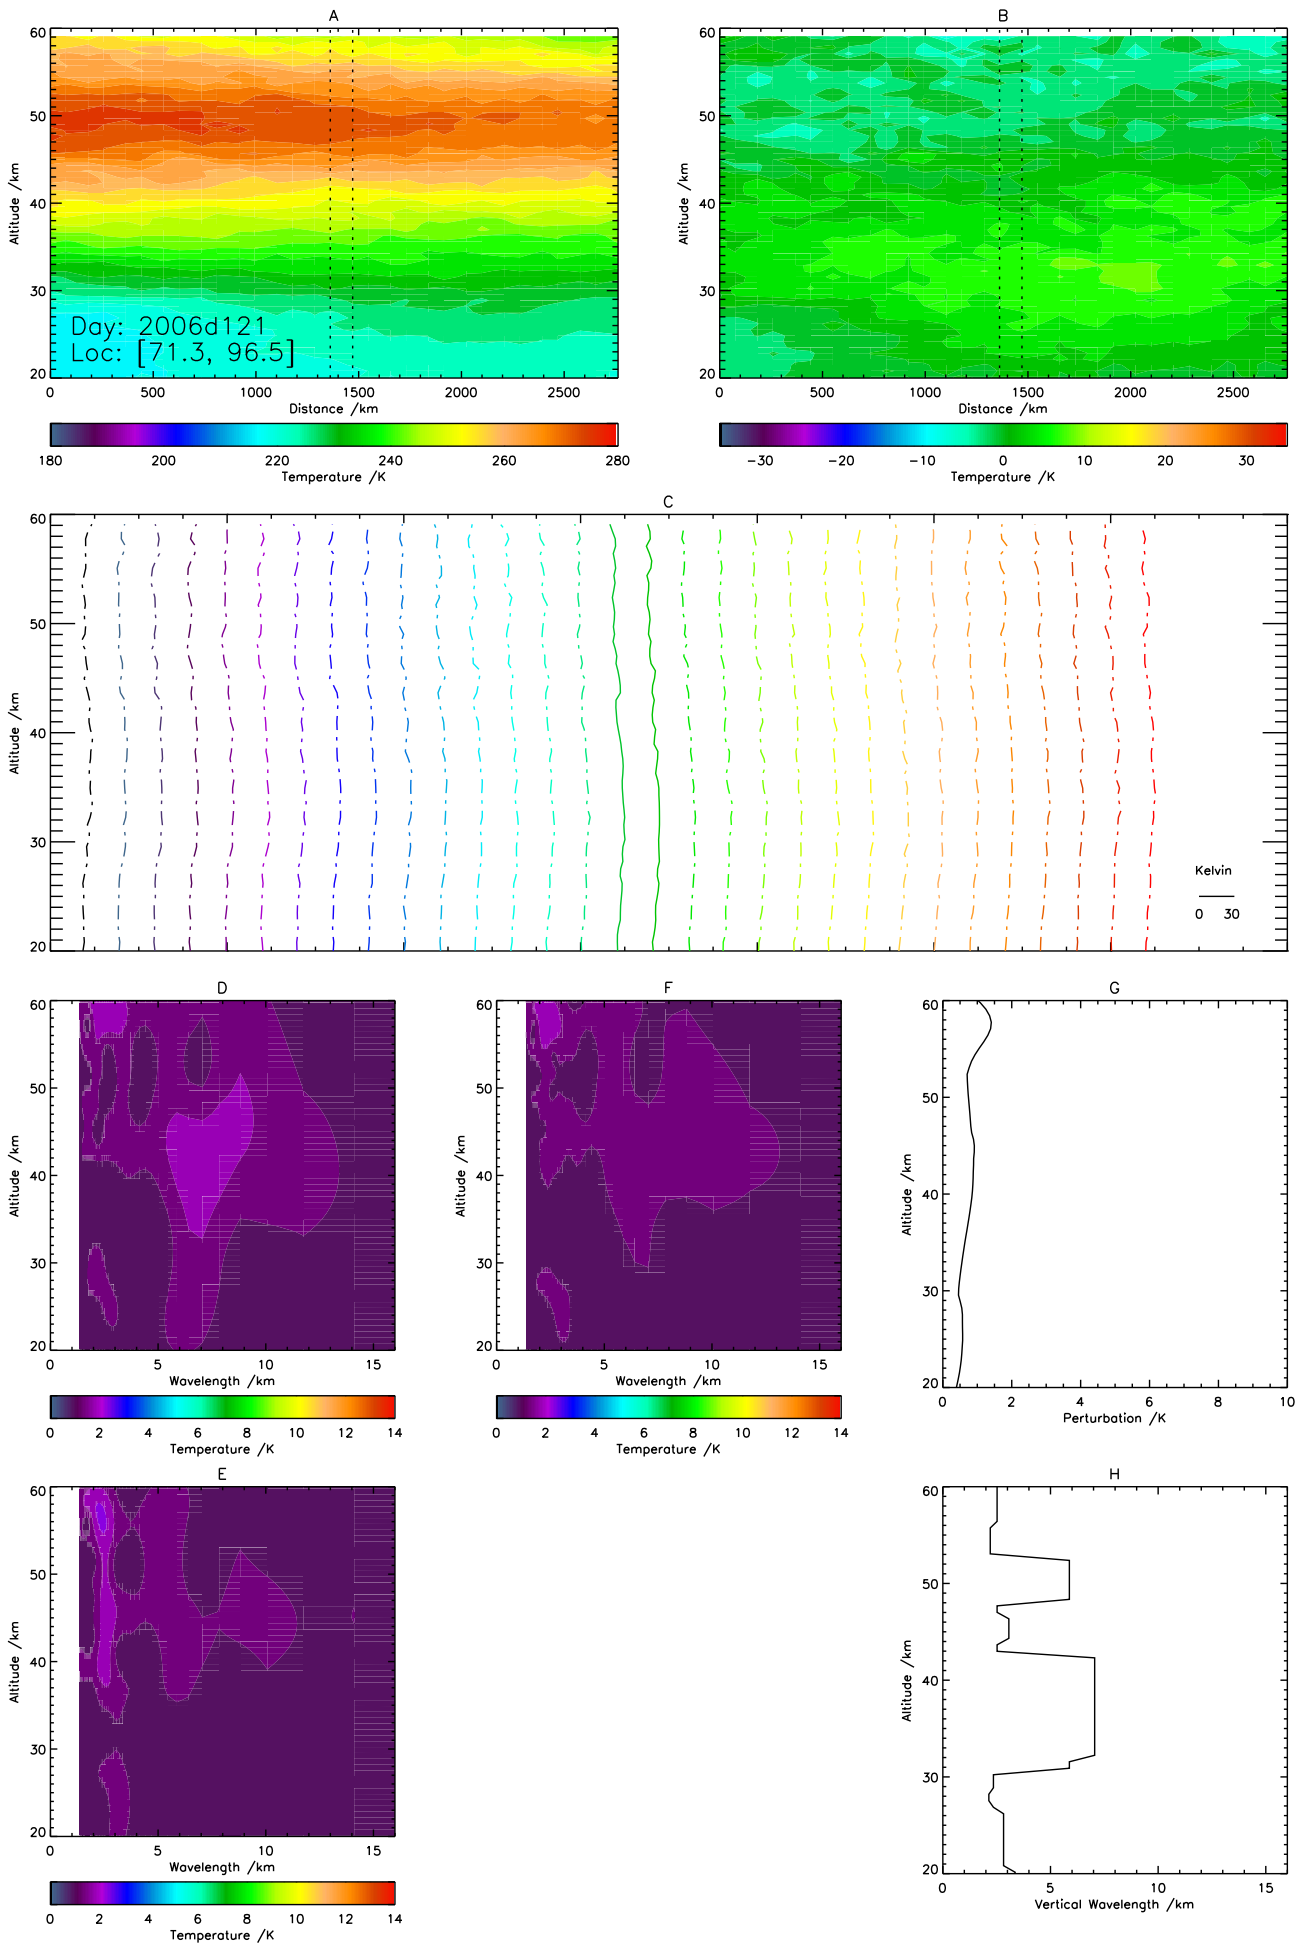 A
60
50
40
30
20
Altitude /km
Day: 2006d121
Loc: [71.3, 96.5]
0 500 1000 1500 2000 2500
Distance /km
180 200 220 240 260 280
Temperature /K
B
60
50
40
30
20
Altitude /km
0 500 1000 1500 2000 2500
Distance /km
−30 −20 −10 0 10 20 30
Temperature /K
C
60
50
40
30
20
Altitude /km
Kelvin
0 30
D
60
50
40
30
20
Altitude /km
0 5 10 15
Wavelength /km
0 2 4 6 8 10 12 14
Temperature /K
F
60
50
40
30
20
Altitude /km
0 5 10 15
Wavelength /km
0 2 4 6 8 10 12 14
Temperature /K
G
60
50
40
30
20
Altitude /km
0 2 4 6 8 10
Perturbation /K
E
60
50
40
30
20
Altitude /km
0 5 10 15
Wavelength /km
0 2 4 6 8 10 12 14
Temperature /K
H
60
50
40
30
20
Altitude /km
0 5 10 15
Vertical Wavelength /km